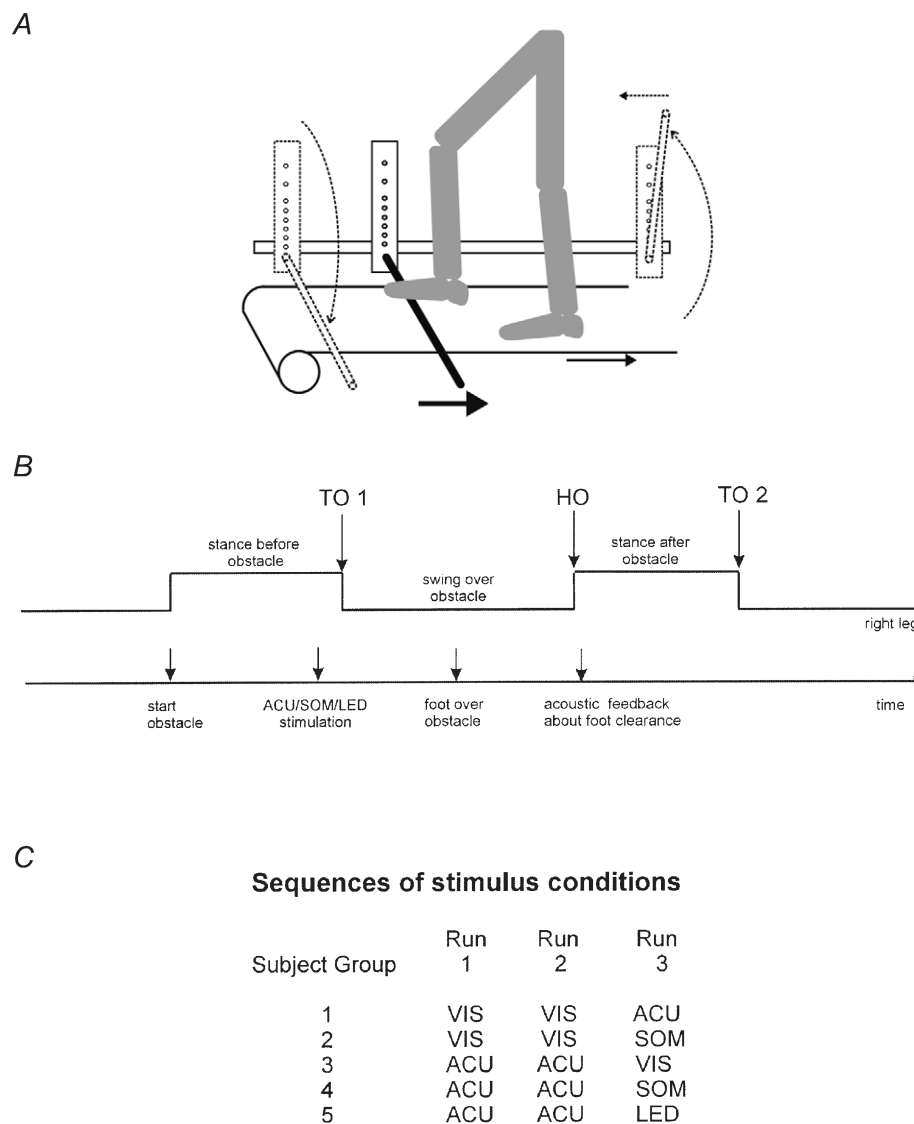 A
B
TO 1 HO TO 2
stance before
obstacle
stance after
obstacle
swing over
obstacle
right leg
start
obstacle
ACU/SOM/LED
stimulation
foot over
obstacle
acoustic feedback
about foot clearance
time
C
Sequences of stimulus conditions
Run Run Run
Subject Group 1 2 3
1 VIS VIS ACU
2 VIS VIS SOM
3 ACU ACU VIS
4 ACU ACU SOM
5 ACU ACU LED